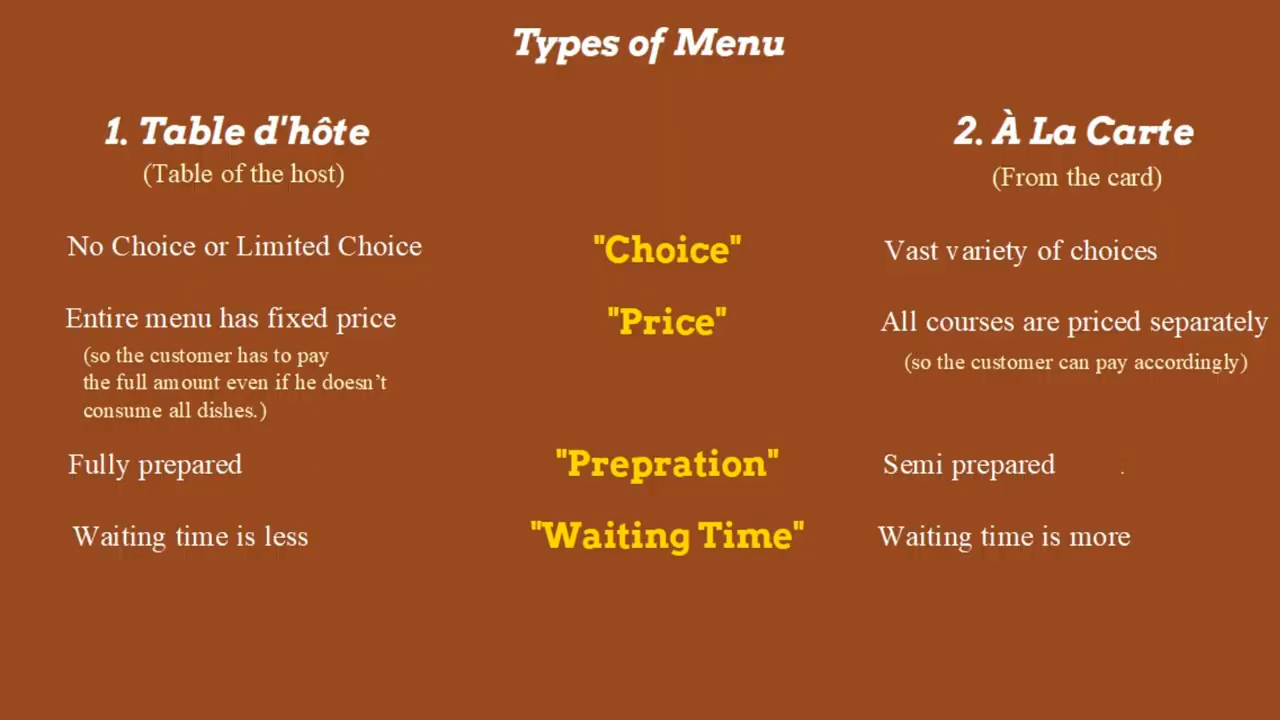 Types of Menu
1. Table d'hôte
2. À La Carte
(Table of the host)
(From the card)
No Choice or Limited Choice
"Choice"
Vast variety of choices
Entire menu has fixed price
"Price"
All courses are priced separately
(so the customer has to pay
the full amount even if he doesn’t
consume all dishes.)
(so the customer can pay accordingly)
Fully prepared
"Prepration"
Semi prepared .
Waiting time is less
"Waiting Time"
Waiting time is more